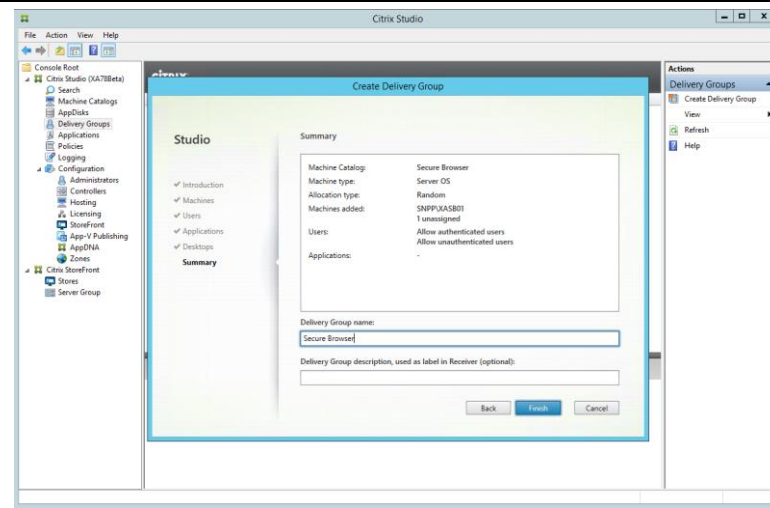 Citrix Studio
File Action View Help
Console Root
Citrix Studio (XA78Beta)
Search
Machine Catalogs
AppDisks
Delivery Groups
Applications
Policies
Logging
Configuration
Administrators
Controllers
Hosting
Licensing
StoreFront
App-V Publishing
AppDNA
Zones
Citrix StoreFront
Stores
Server Group
CITRIX
Create Delivery Group
Studio
Introduction
Machines
Users
Applications
Desktops
Summary
Summary
Machine Catalog: Secure Browser
Machine type: Server OS
Allocation type: Random
Machines added: SNPP\XASB01
1 unassigned
Users: Allow authenticated users
Allow unauthenticated users
Applications: -
Delivery Group name:
Secure Browser
Delivery Group description, used as label in Receiver (optional):
Back Finish Cancel
Actions
Delivery Groups
Create Delivery Group
View
Refresh
Help